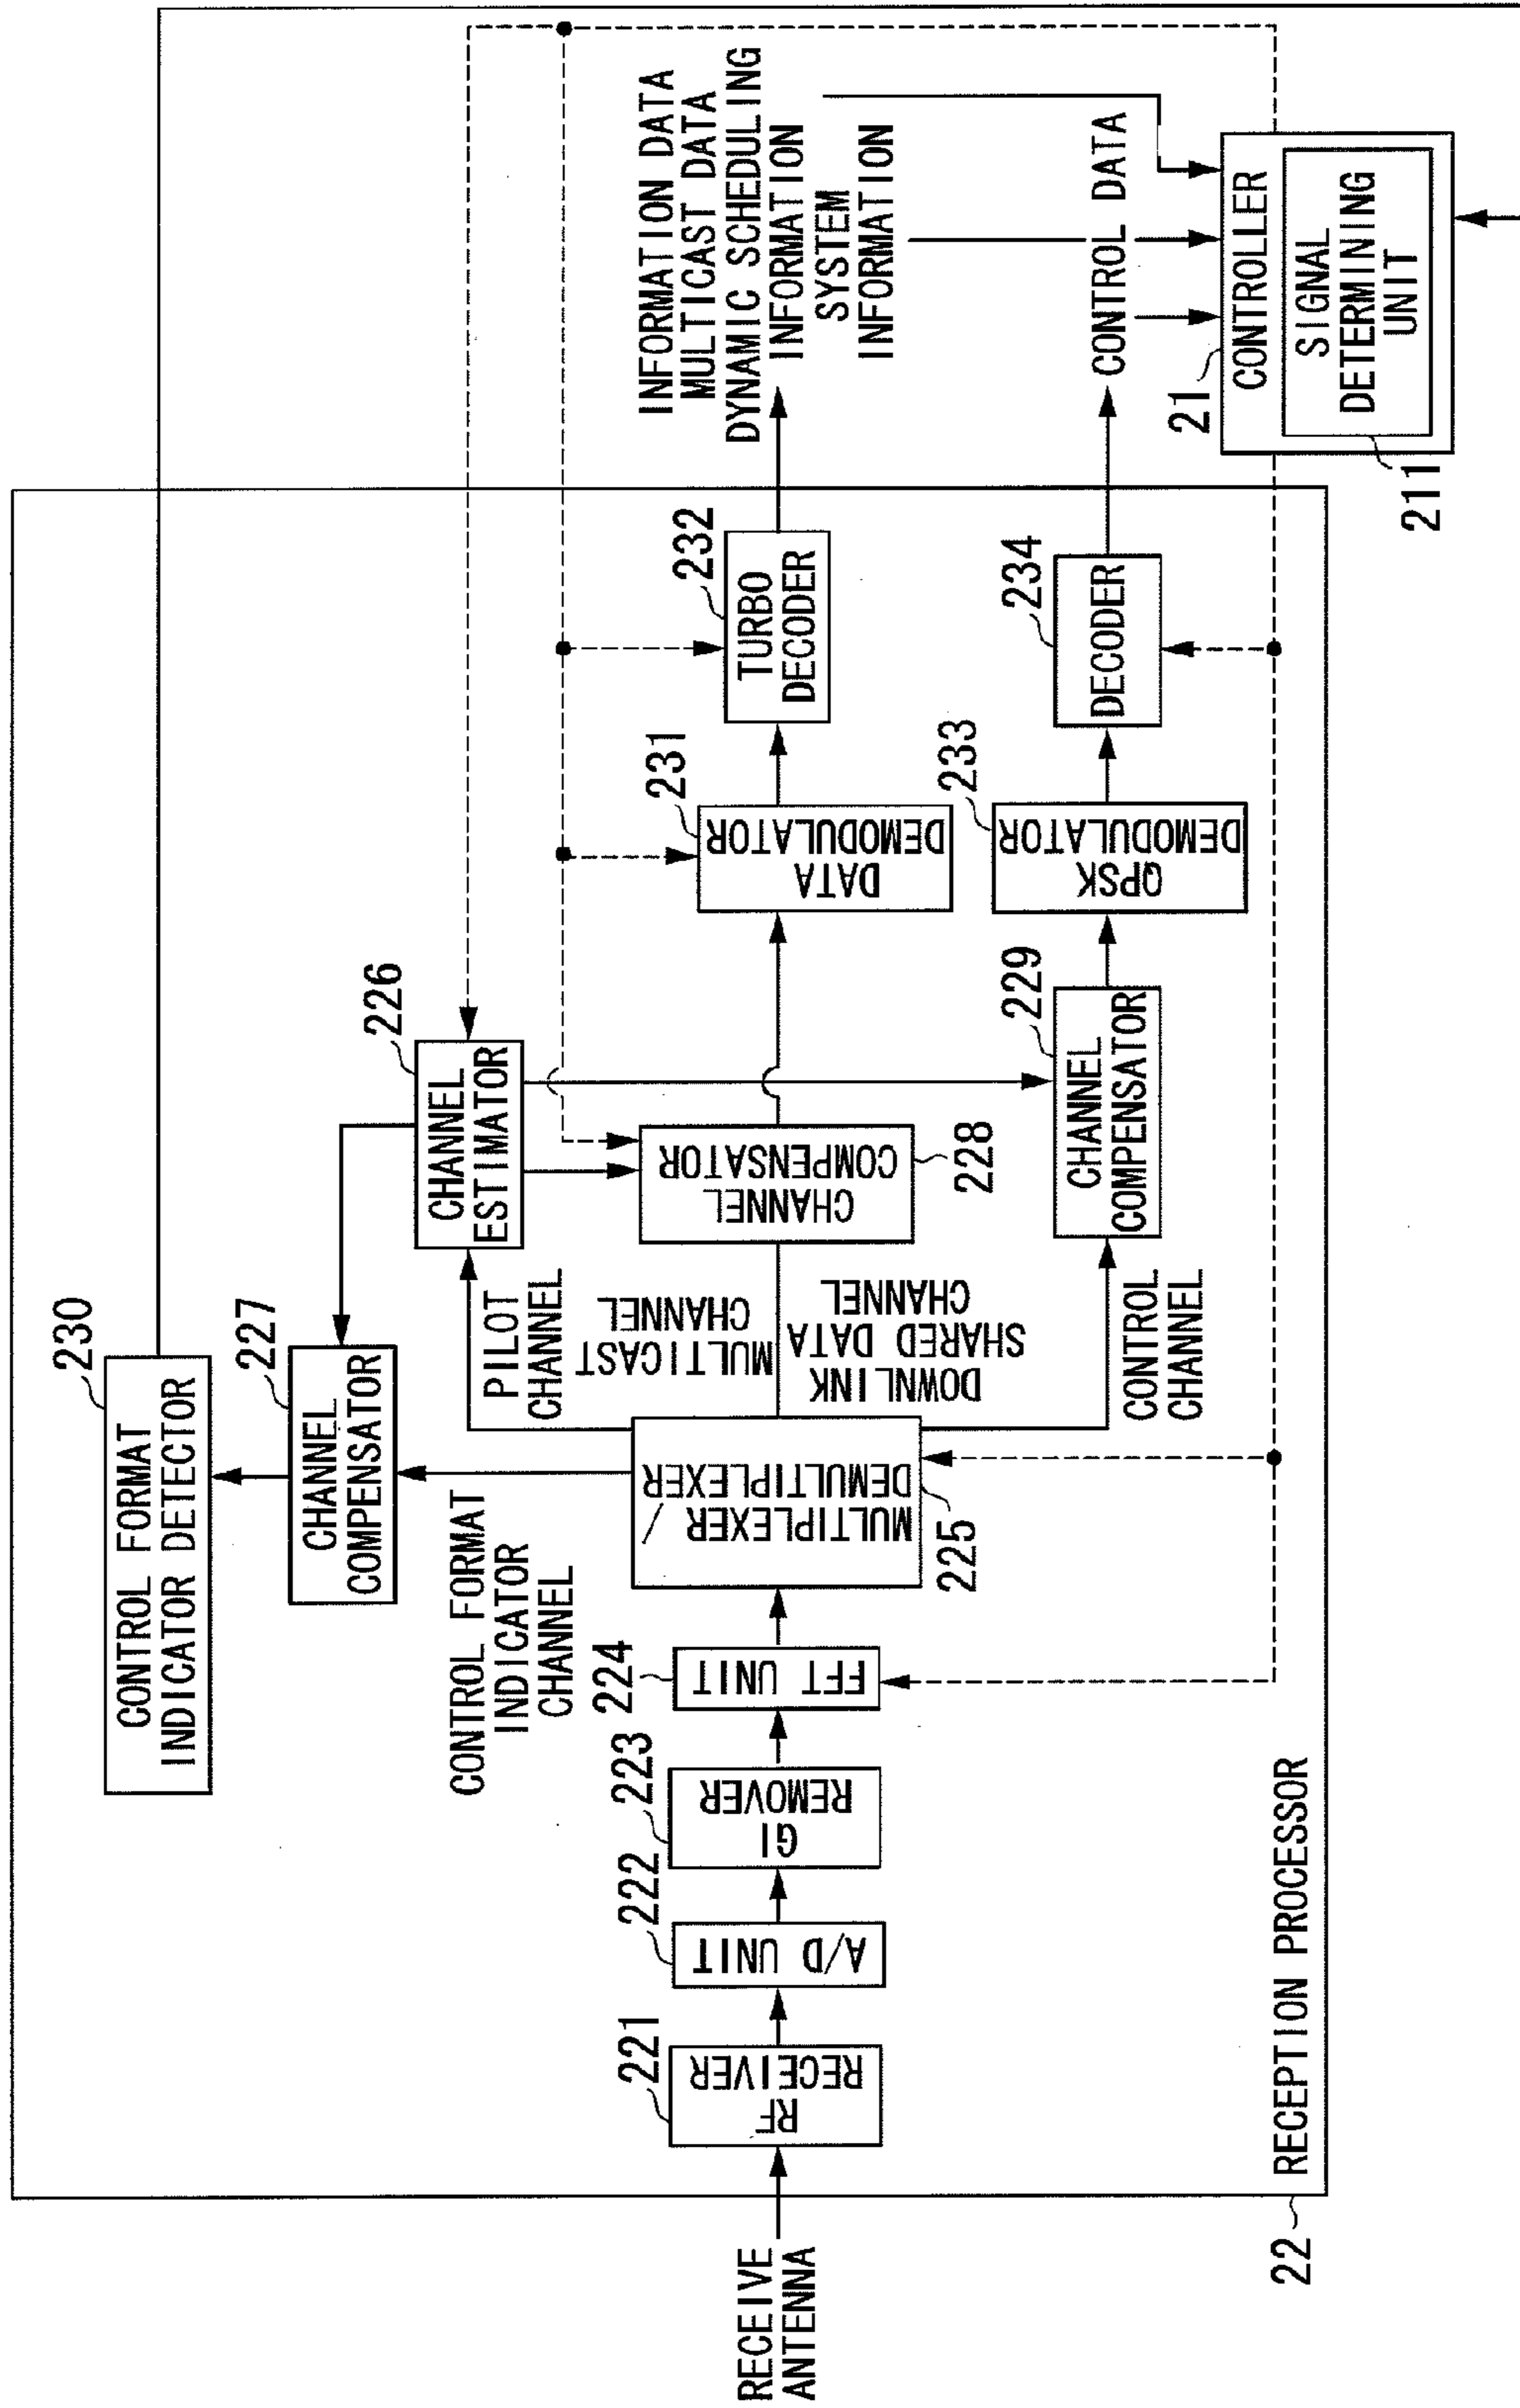 230
CONTROL FORMAT
INDICATOR DETECTOR
227
CHANNEL
COMPENSATOR
CONTROL FORMAT
INDICATOR
CHANNEL
226
CHANNEL
ESTIMATOR
PILOT
CHANNEL
RECEIVE
ANTENNA
221
RF
RECEIVER
222
A/D UNIT
223
GI
REMOVER
224
FFT UNIT
225
MULTIPLEXER /
DEMULTIPLEXER
MULTICAST
CHANNEL
DOWNLINK
SHARED DATA
CHANNEL
228
CHANNEL
COMPENSATOR
231
DATA
DEMODULATOR
232
TURBO
DECODER
INFORMATION DATA
MULTICAST DATA
DYNAMIC SCHEDULING
INFORMATION
SYSTEM
INFORMATION
CONTROL
CHANNEL
229
CHANNEL
COMPENSATOR
233
QPSK
DEMODULATOR
234
DECODER
CONTROL DATA
21
CONTROLLER
SIGNAL
DETERMINING
UNIT
211
RECEPTION PROCESSOR
22